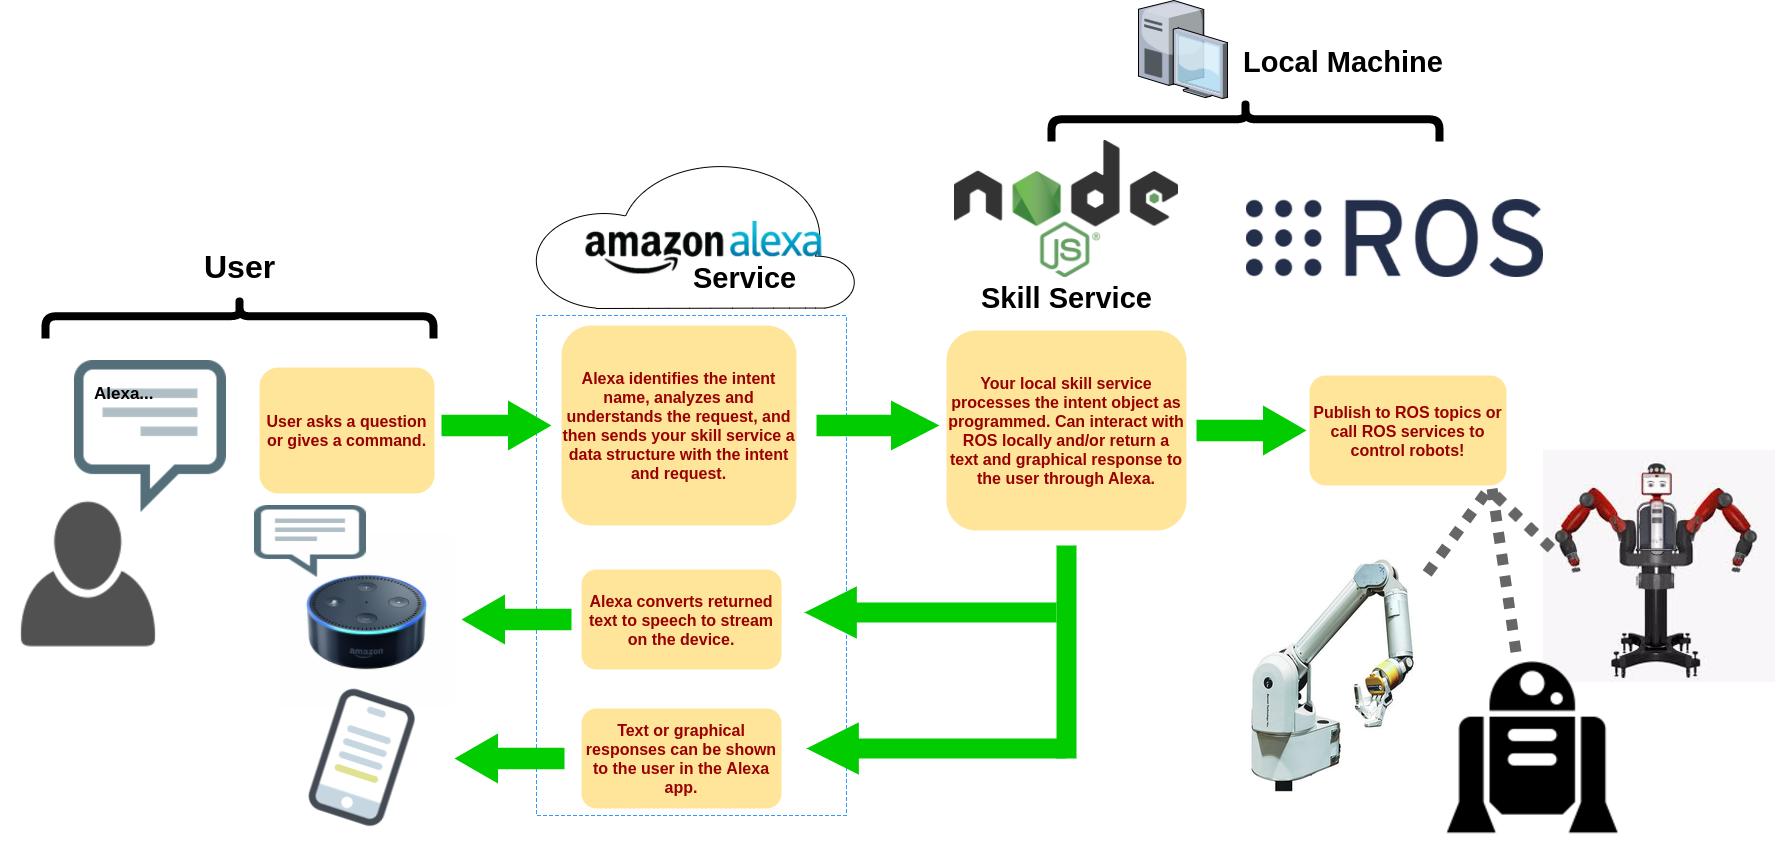 Local Machine
node
JS
®
ROS
amazon alexa
Service
Skill Service
User
Alexa...
User asks a question
or gives a command.
Alexa identifies the intent
name, analyzes and
understands the request, and
then sends your skill service a
data structure with the intent
and request.
Your local skill service
processes the intent object as
programmed. Can interact with
ROS locally and/or return a
text and graphical response to
the user through Alexa.
Publish to ROS topics or
call ROS services to
control robots!
Alexa converts returned
text to speech to stream
on the device.
amazon
Text or graphical
responses can be shown
to the user in the Alexa
app.